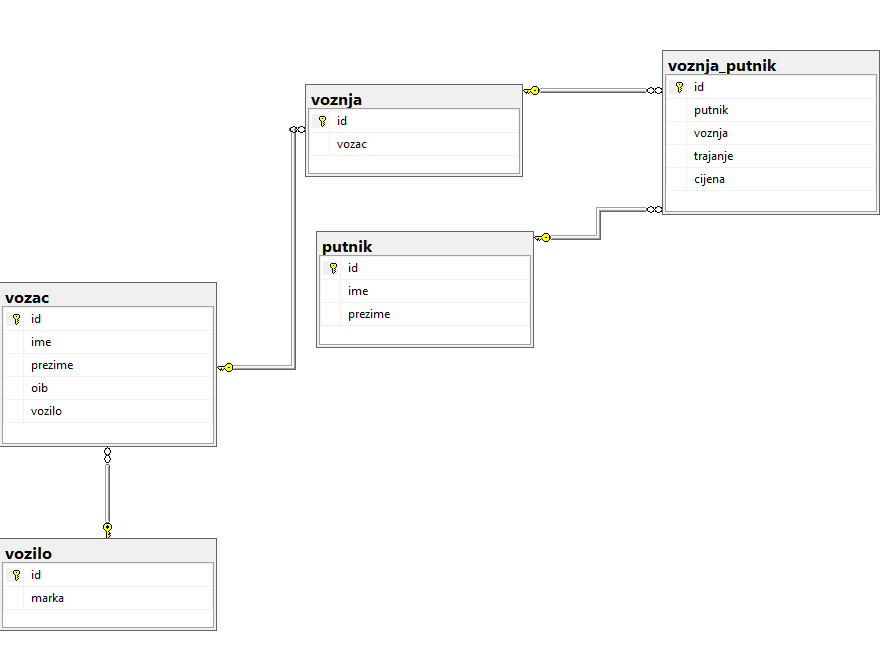 voznja
id
vozac
voznja_putnik
id
putnik
voznja
trajanje
cijena
putnik
id
ime
prezime
vozac
id
ime
prezime
oib
vozilo
vozilo
id
marka